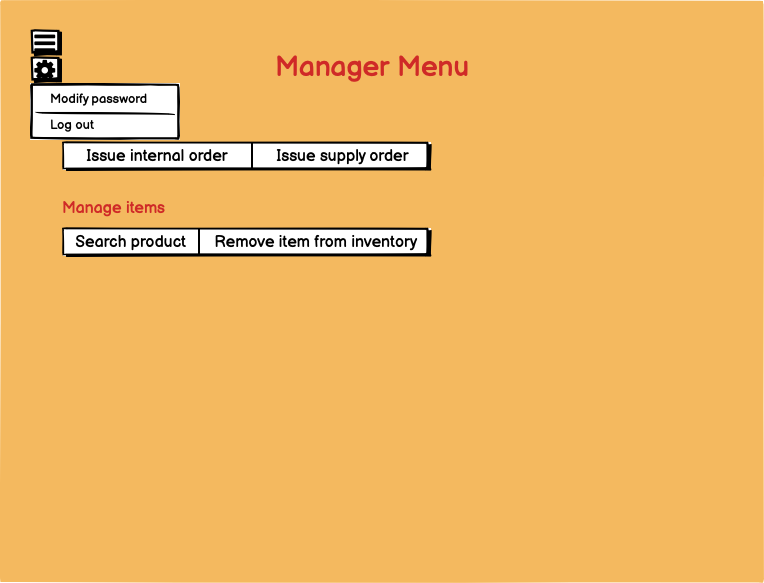 Manager Menu
Modify password
Log out
Issue internal order Issue supply order
Manage items
Search product Remove item from inventory